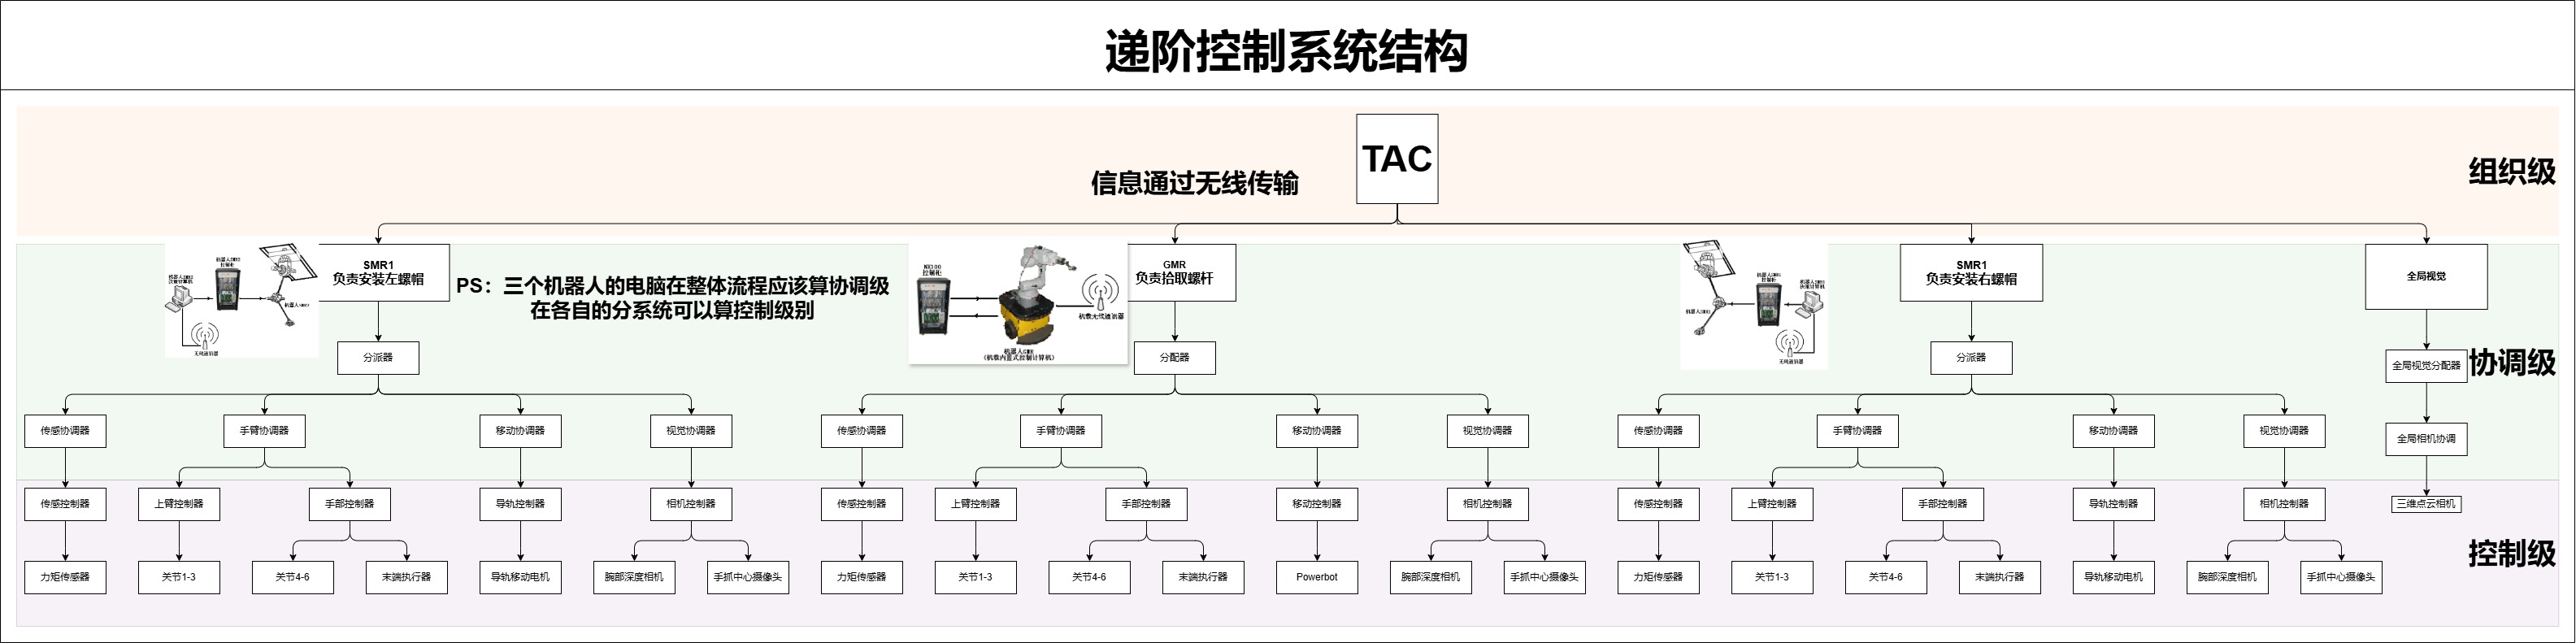 递阶控制系统结构
TAC
组织级
信息通过无线传输
SMR1
负责安装左螺帽
GMR
负责拾取螺杆
SMR1
负责安装右螺帽
全局视觉
PS：三个机器人的电脑在整体流程应该算协调级
在各自的分系统可以算控制级别
NX100
控制柜
机载无线通讯器
机器人GMR
（机载内置式控制计算机）
控制柜
无线通讯器
控制柜
无线通讯器
分派器
分配器
分派器
全局视觉分配器
协调级
传感协调器
手臂协调器
移动协调器
视觉协调器
传感协调器
手臂协调器
移动协调器
视觉协调器
传感协调器
手臂协调器
移动协调器
视觉协调器
全局相机协调
传感控制器
上臂控制器
手部控制器
导轨控制器
相机控制器
传感控制器
上臂控制器
手部控制器
移动控制器
相机控制器
传感控制器
上臂控制器
手部控制器
导轨控制器
相机控制器
三维点云相机
控制级
力矩传感器
关节1-3
关节4-6
末端执行器
导轨移动电机
腕部深度相机
手抓中心摄像头
力矩传感器
关节1-3
关节4-6
末端执行器
Powerbot
腕部深度相机
手抓中心摄像头
力矩传感器
关节1-3
关节4-6
末端执行器
导轨移动电机
腕部深度相机
手抓中心摄像头